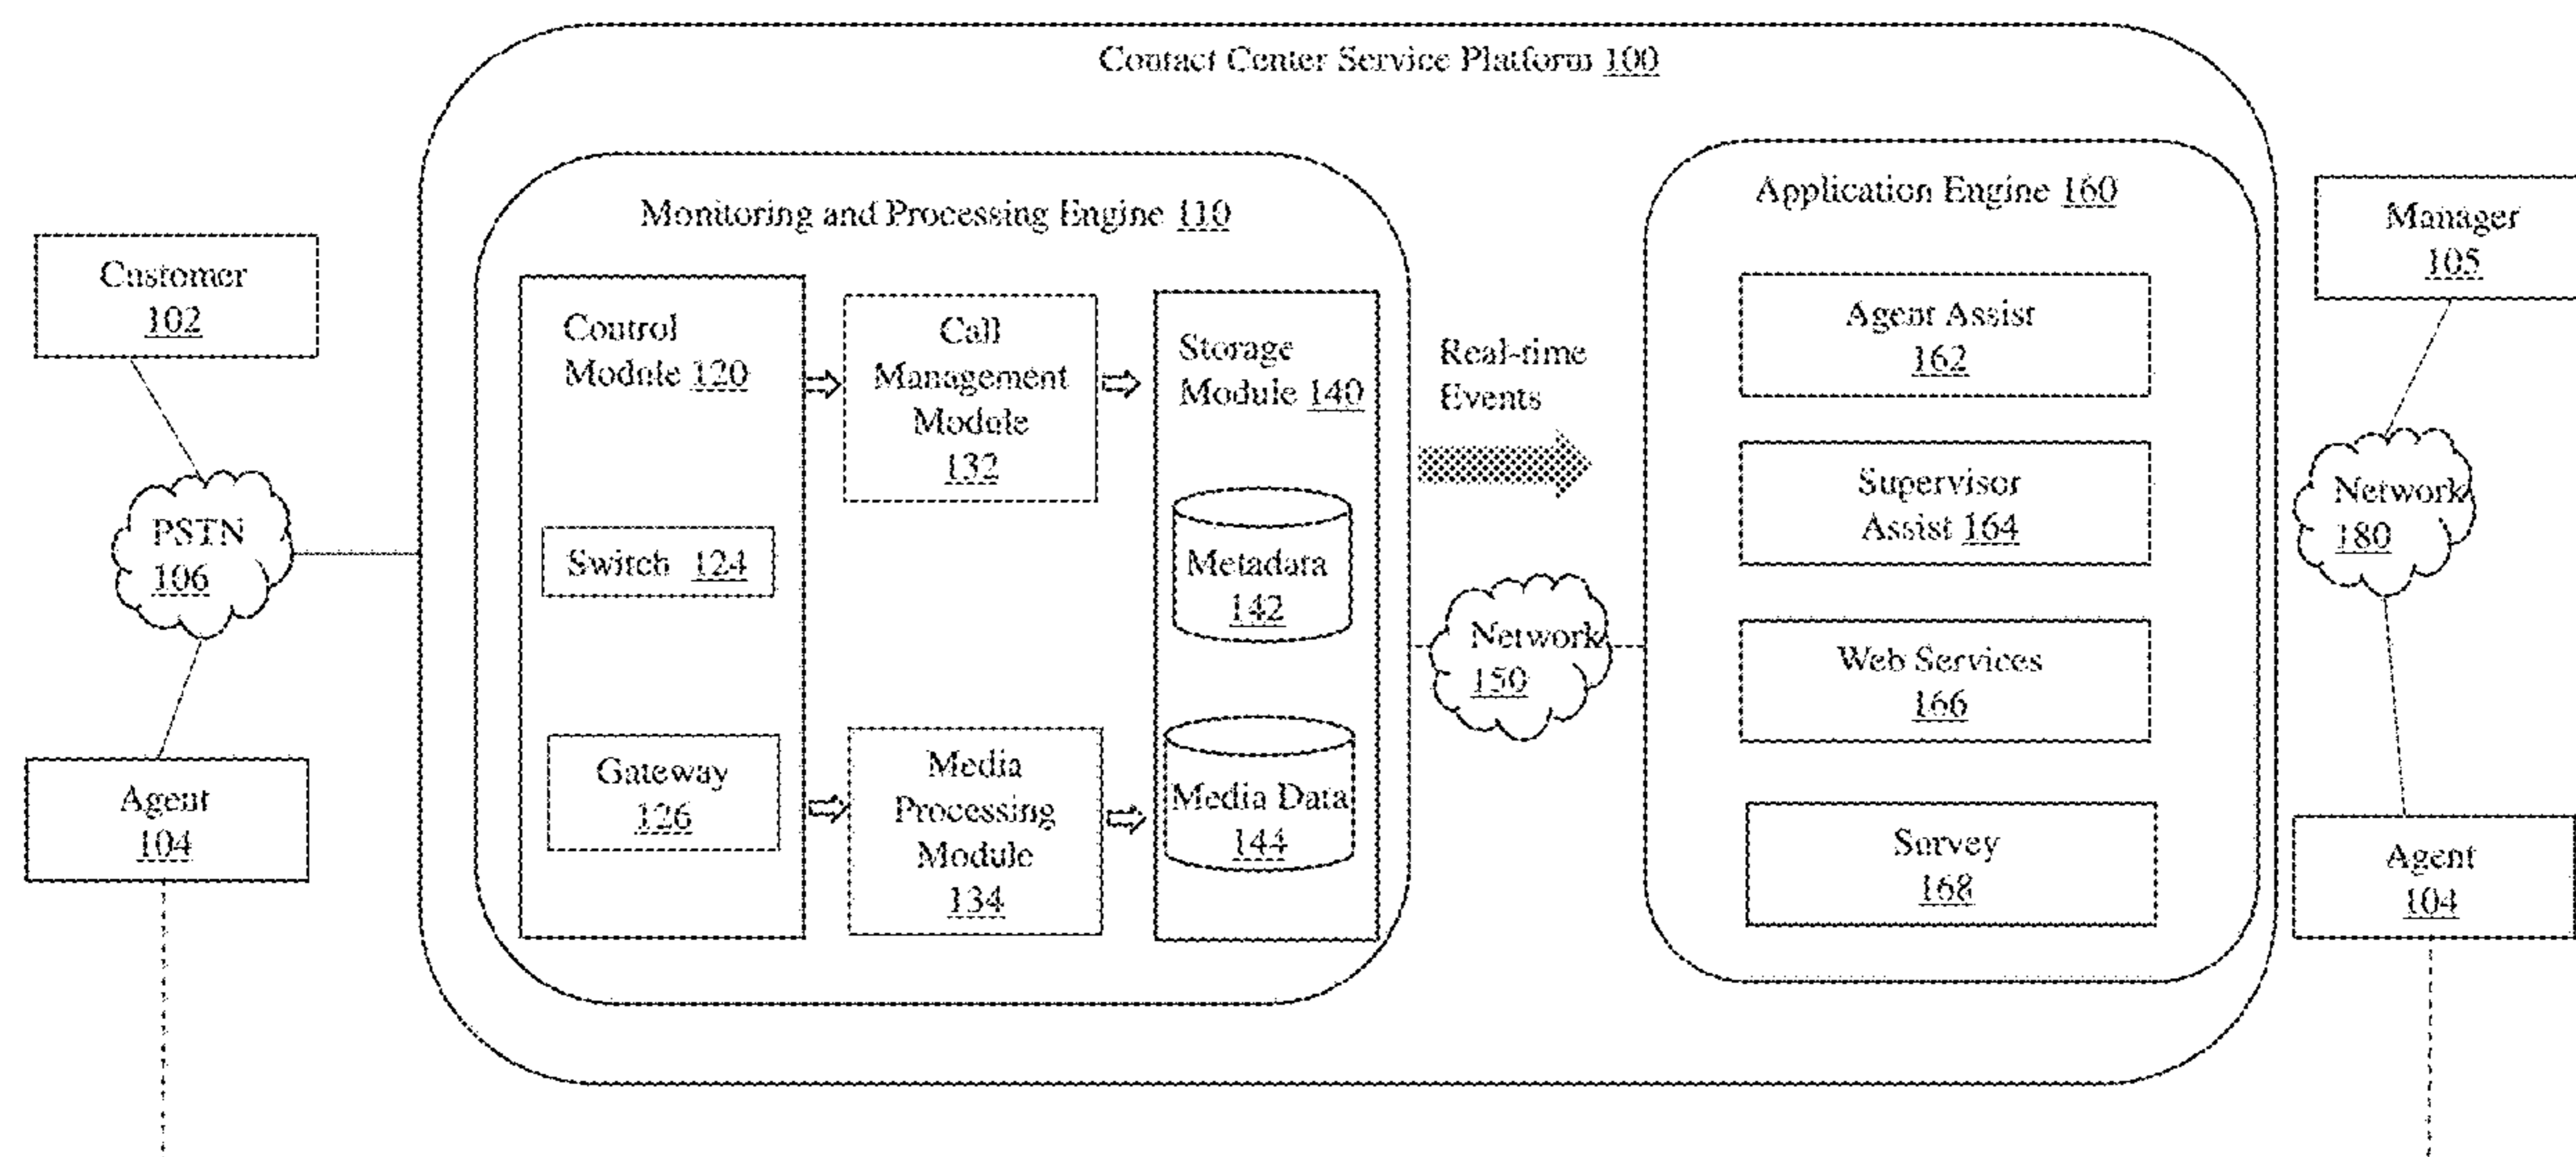 Contact Center Service Platform 100
Monitoring and Processing Engine 110
Application Engine 160
Customer
102
PSTN
106
Agent
104
Control
Module 120
Switch 124
Gateway
126
Call
Management
Module
132
Media
Processing
Module
134
Storage
Module 140
Metadata
142
Media Data
144
Real-time
Events
Network
150
Agent Assist
162
Supervisor
Assist 164
Web Services
166
Survey
168
Manager
105
Network
180
Agent
104